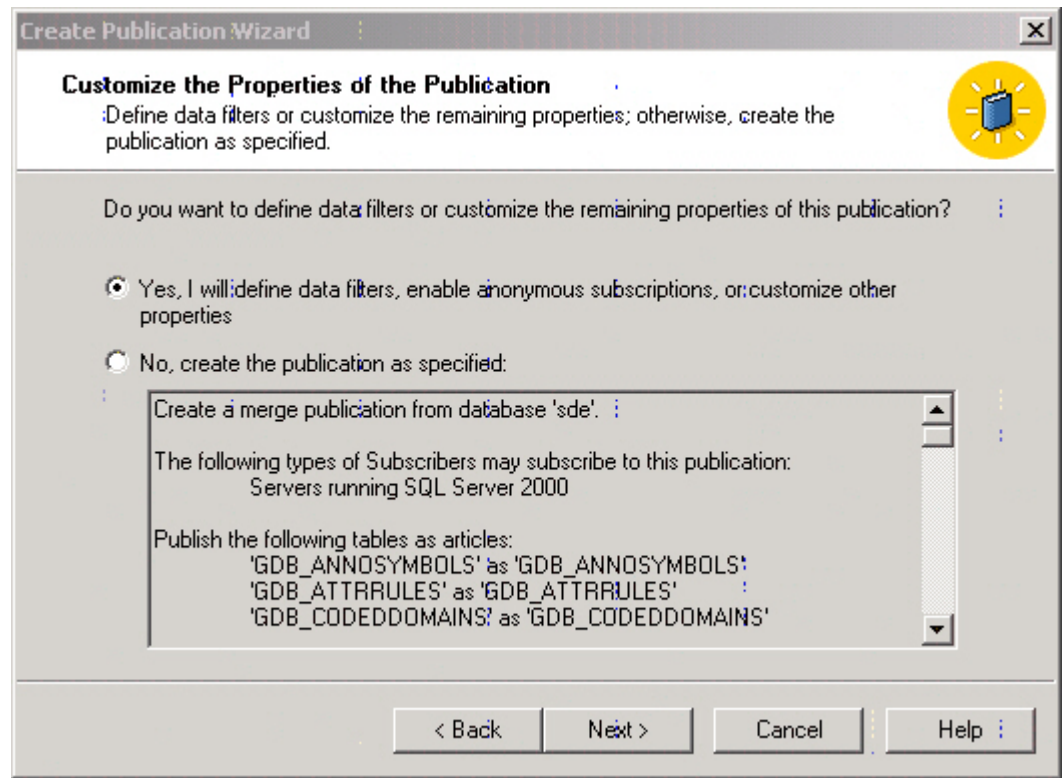 Create Publication Wizard
Customize the Properties of the Publication
Define data filters or customize the remaining properties; otherwise, create the
publication as specified.
Do you want to define data filters or customize the remaining properties of this publication?
Yes, I will define data filters, enable anonymous subscriptions, or customize other
properties
No, create the publication as specified:
Create a merge publication from database 'sde'.
The following types of Subscribers may subscribe to this publication:
Servers running SQL Server 2000
Publish the following tables as articles:
'GDB_ANNOSYMBOLS' as 'GDB_ANNOSYMBOLS'
'GDB_ATTRRULES' as 'GDB_ATTRRULES'
'GDB_CODEDDOMAINS' as 'GDB_CODEDDOMAINS'
< Back Next > Cancel Help